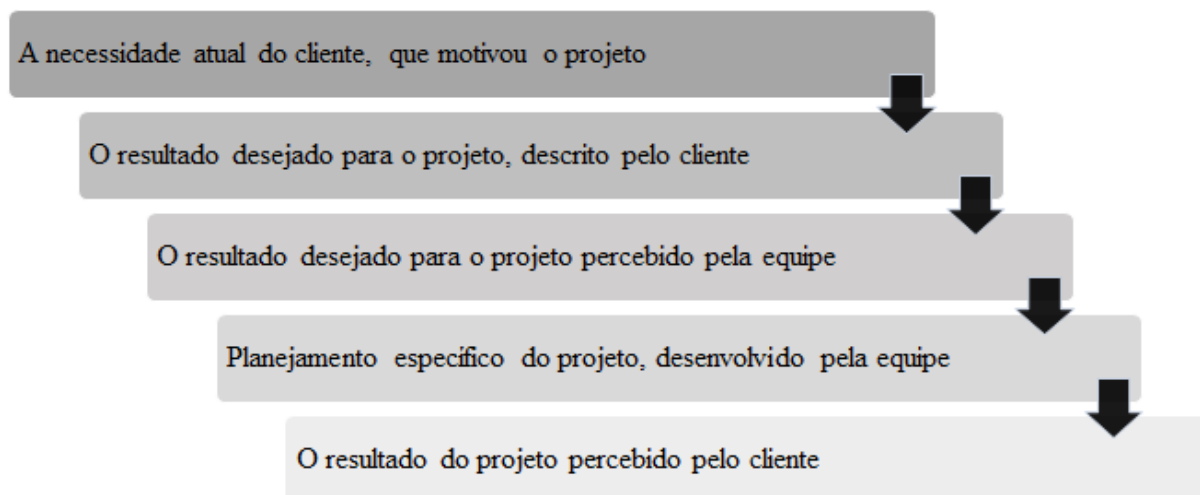 A necessidade atual do cliente, que motivou o projeto
O resultado desejado para o projeto, descrito pelo cliente
O resultado desejado para o projeto percebido pela equipe
Planejamento específico do projeto, desenvolvido pela equipe
O resultado do projeto percebido pelo cliente